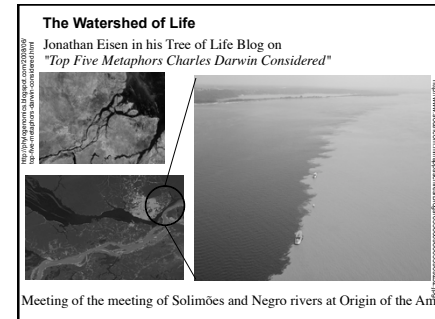 The Watershed of Life
Jonathan Eisen in his Tree of Life Blog on
"Top Five Metaphors Charles Darwin Considered"
http://phylogenomics.blogspot.com/2008/06/
top-five-metaphors-darwin-considered.html
Meeting of the meeting of Solimões and Negro rivers at Origin of the Am